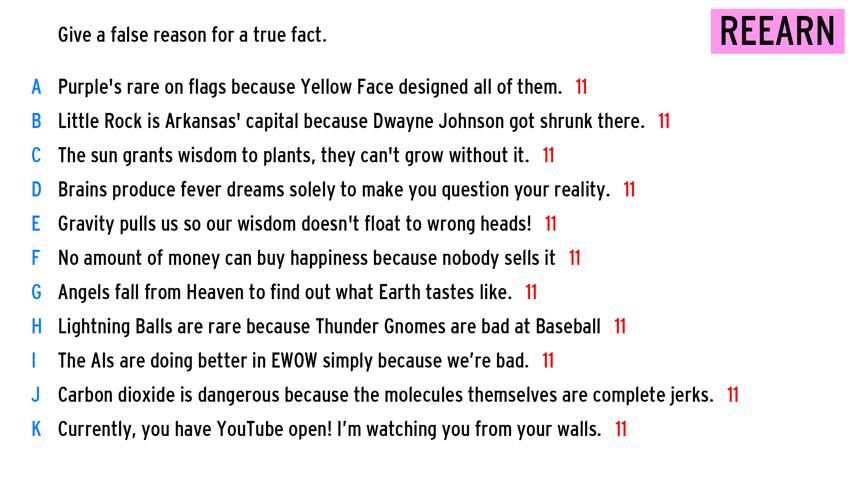 Give a false reason for a true fact.
REEARN
A Purple's rare on flags because Yellow Face designed all of them. 11
B Little Rock is Arkansas' capital because Dwayne Johnson got shrunk there. 11
C The sun grants wisdom to plants, they can't grow without it. 11
D Brains produce fever dreams solely to make you question your reality. 11
E Gravity pulls us so our wisdom doesn't float to wrong heads! 11
F No amount of money can buy happiness because nobody sells it 11
G Angels fall from Heaven to find out what Earth tastes like. 11
H Lightning Balls are rare because Thunder Gnomes are bad at Baseball 11
I The AIs are doing better in EWOW simply because we’re bad. 11
J Carbon dioxide is dangerous because the molecules themselves are complete jerks. 11
K Currently, you have YouTube open! I’m watching you from your walls. 11